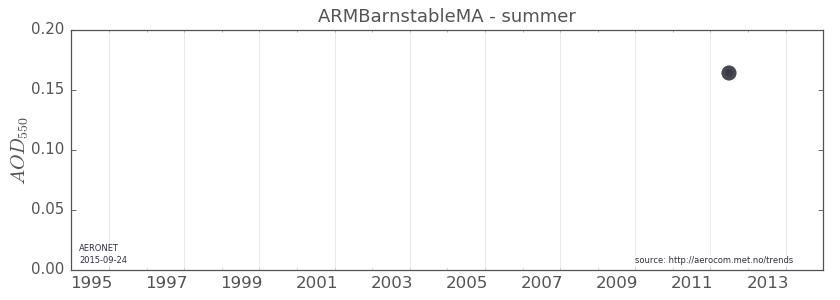 ARMBarnstableMA - summer
0.20
0.15
0.10
0.05
0.00
AOD550
AERONET
2015-09-24
source: http://aerocom.met.no/trends
1995 1997 1999 2001 2003 2005 2007 2009 2011 2013